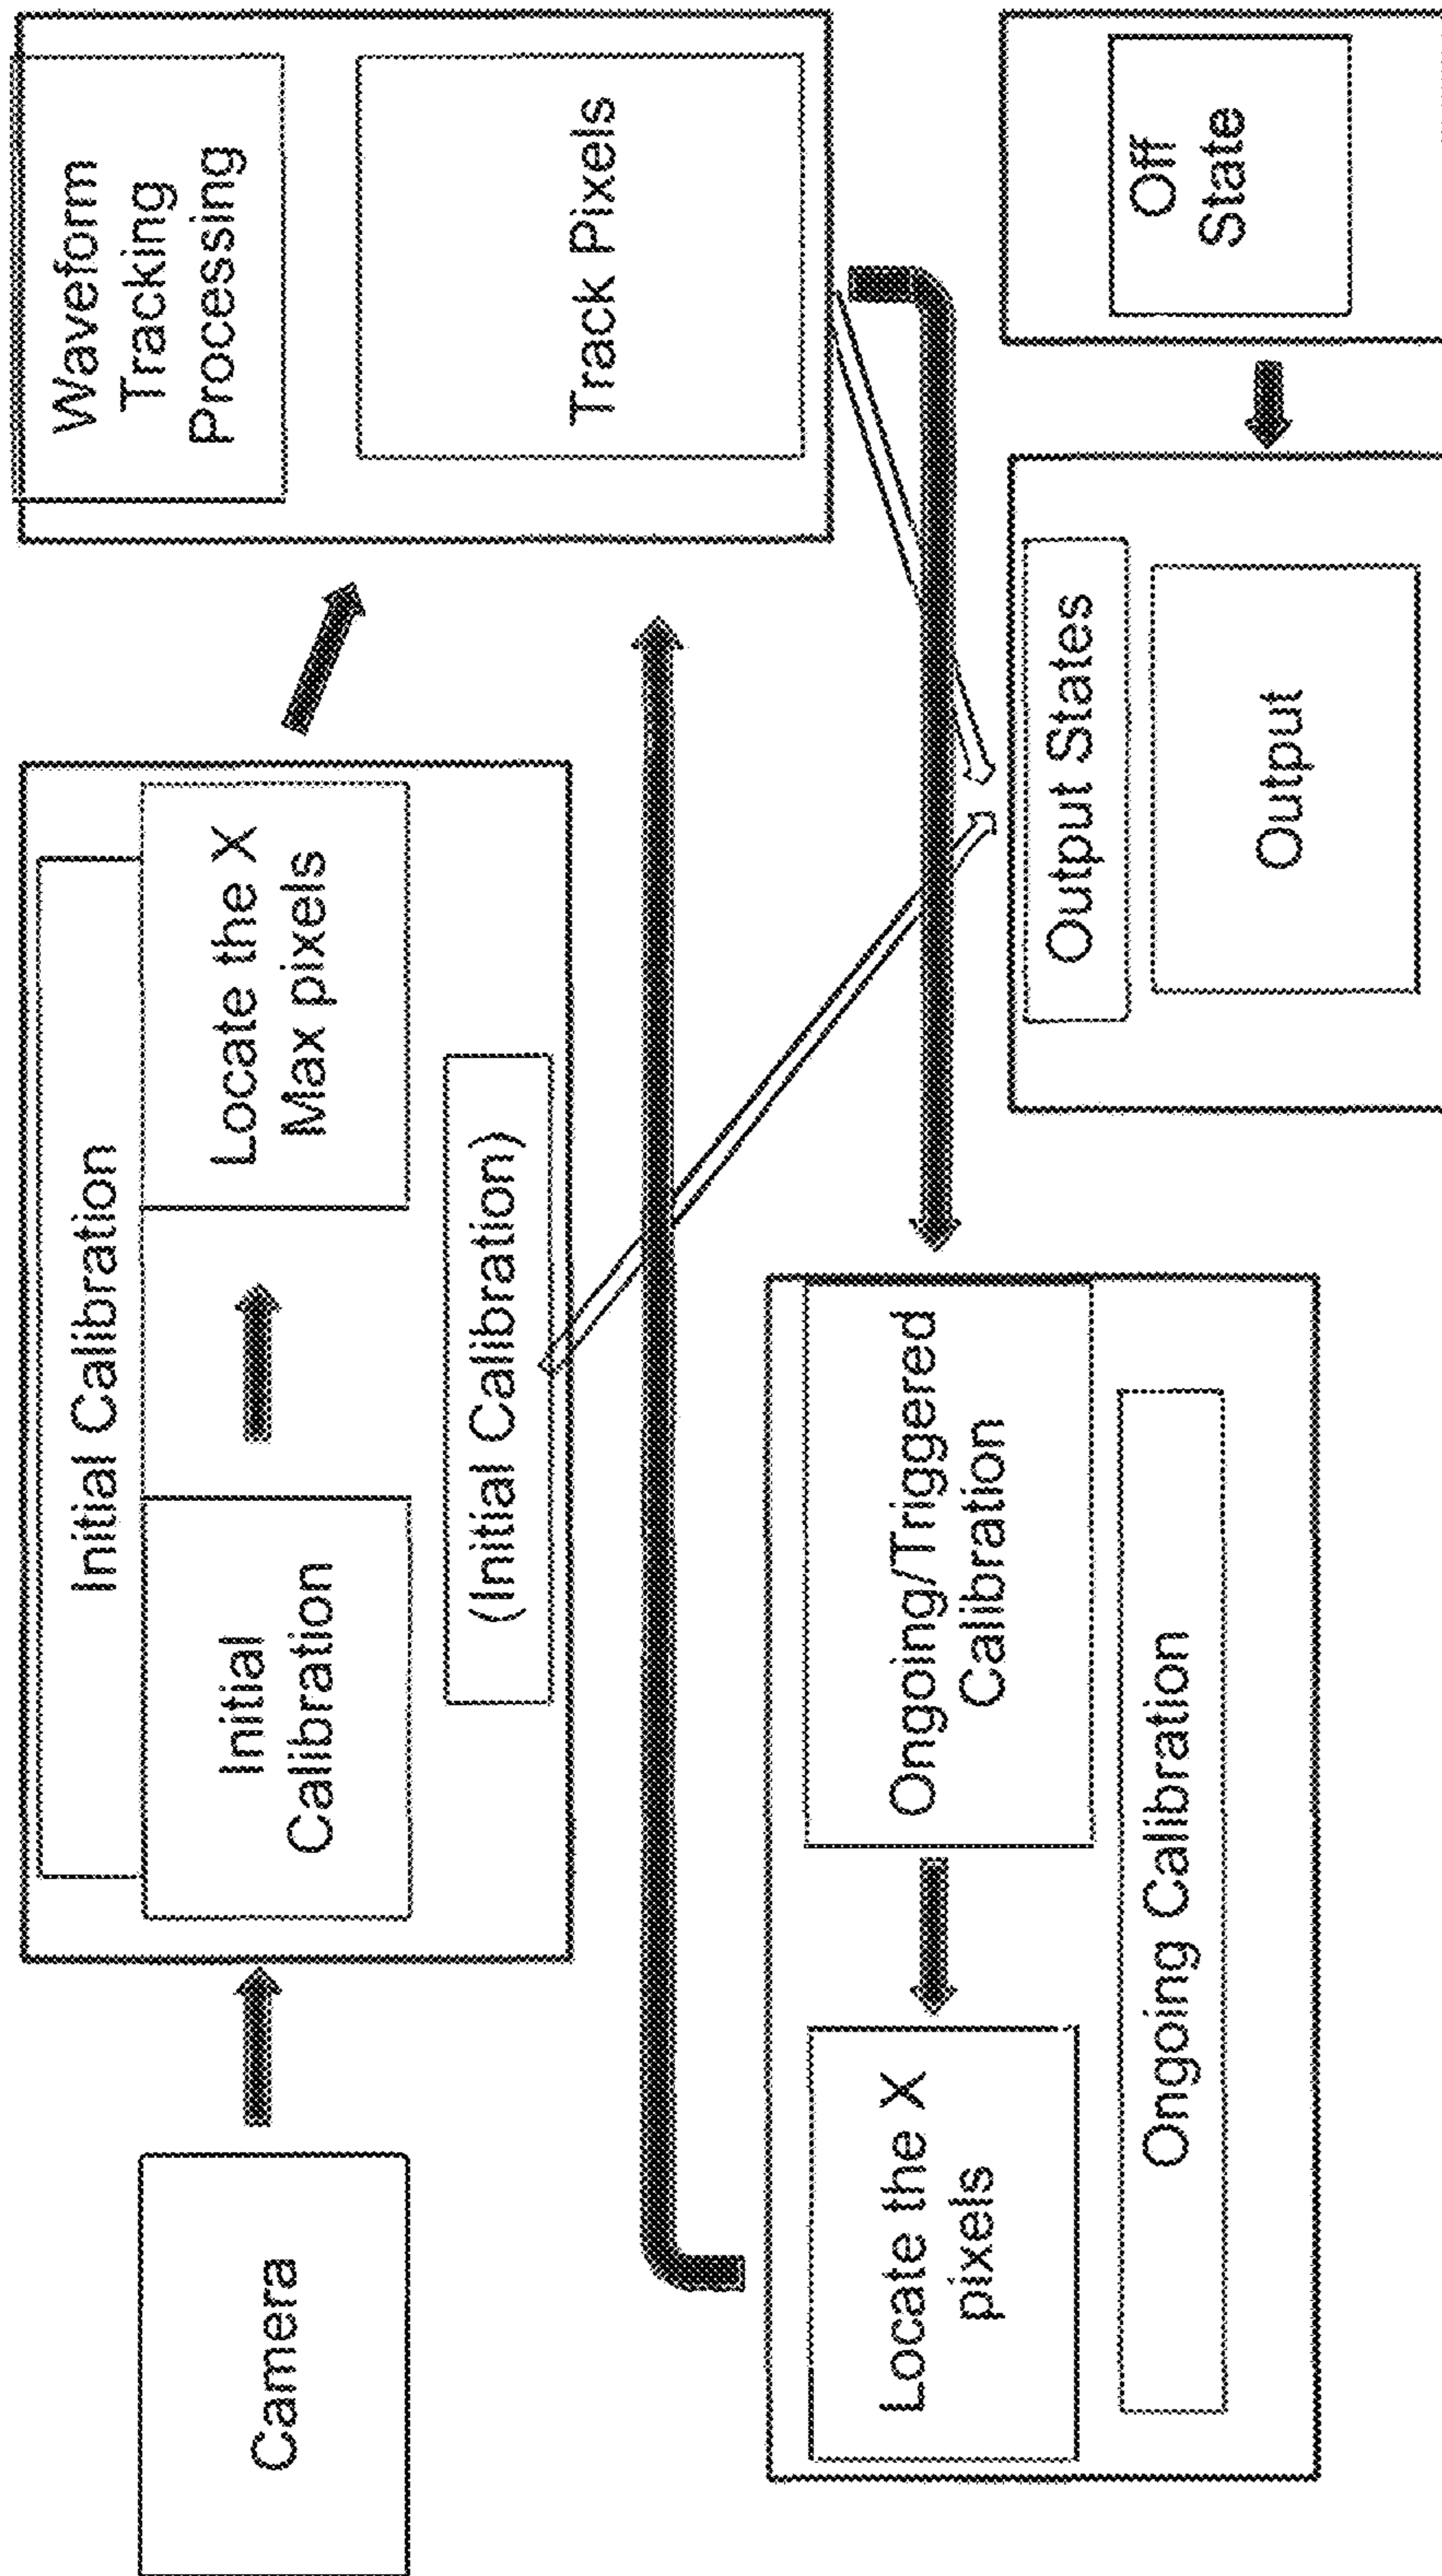 Camera
Initial Calibration
Initial
Calibration
Locate the X
Max pixels
(Initial Calibration)
Waveform
Tracking
Processing
Track Pixels
Locate the X
pixels
Ongoing/Triggered
Calibration
Ongoing Calibration
Output States
Output
Off
State